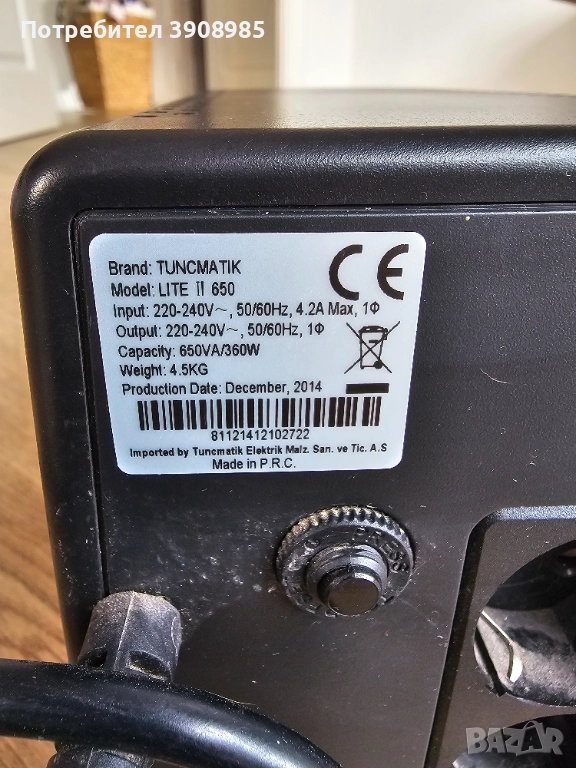 Потребител 3908985
Brand: TUNCMATIK
Model: LITE II 650
Input: 220-240V~, 50/60Hz, 4.2A Max, 1Φ
Output: 220-240V~, 50/60Hz, 1Φ
Capacity: 650VA/360W
Weight: 4.5KG
Production Date: December, 2014
CE
81121412102722
Imported by Tuncmatik Elektrik Malz. San. ve Tic. A.S
Made in P.R.C.
PRESS
BAZAR